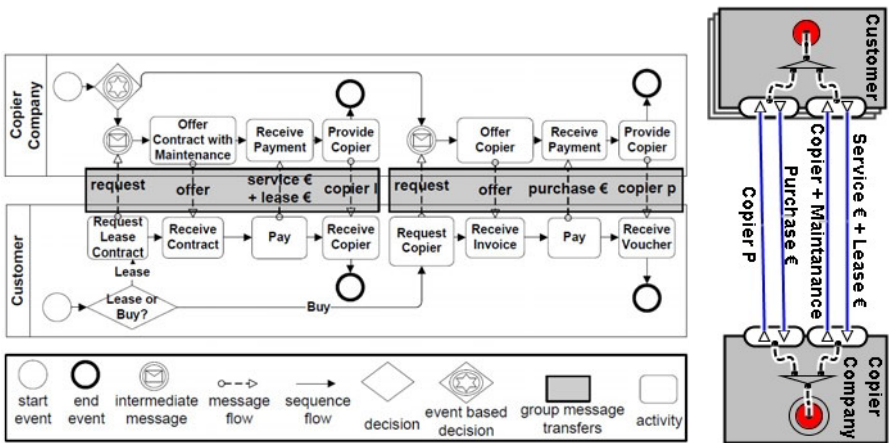 Copier
Company
Offer
Contract with
Maintenance
Receive
Payment
Provide
Copier
Offer
Copier
Receive
Payment
Provide
Copier
request
offer
service €
+ lease €
copier l
request
offer
purchase €
copier p
Customer
Request
Lease
Contract
Receive
Contract
Pay
Receive
Copier
Request
Copier
Receive
Invoice
Pay
Receive
Voucher
Lease
Lease or
Buy?
Buy
start
event
end
event
intermediate
message
message
flow
sequence
flow
decision
event based
decision
group message
transfers
activity
Customer
Copier P
Purchase €
Copier + Maintanance
Service € + Lease €
Copier
Company